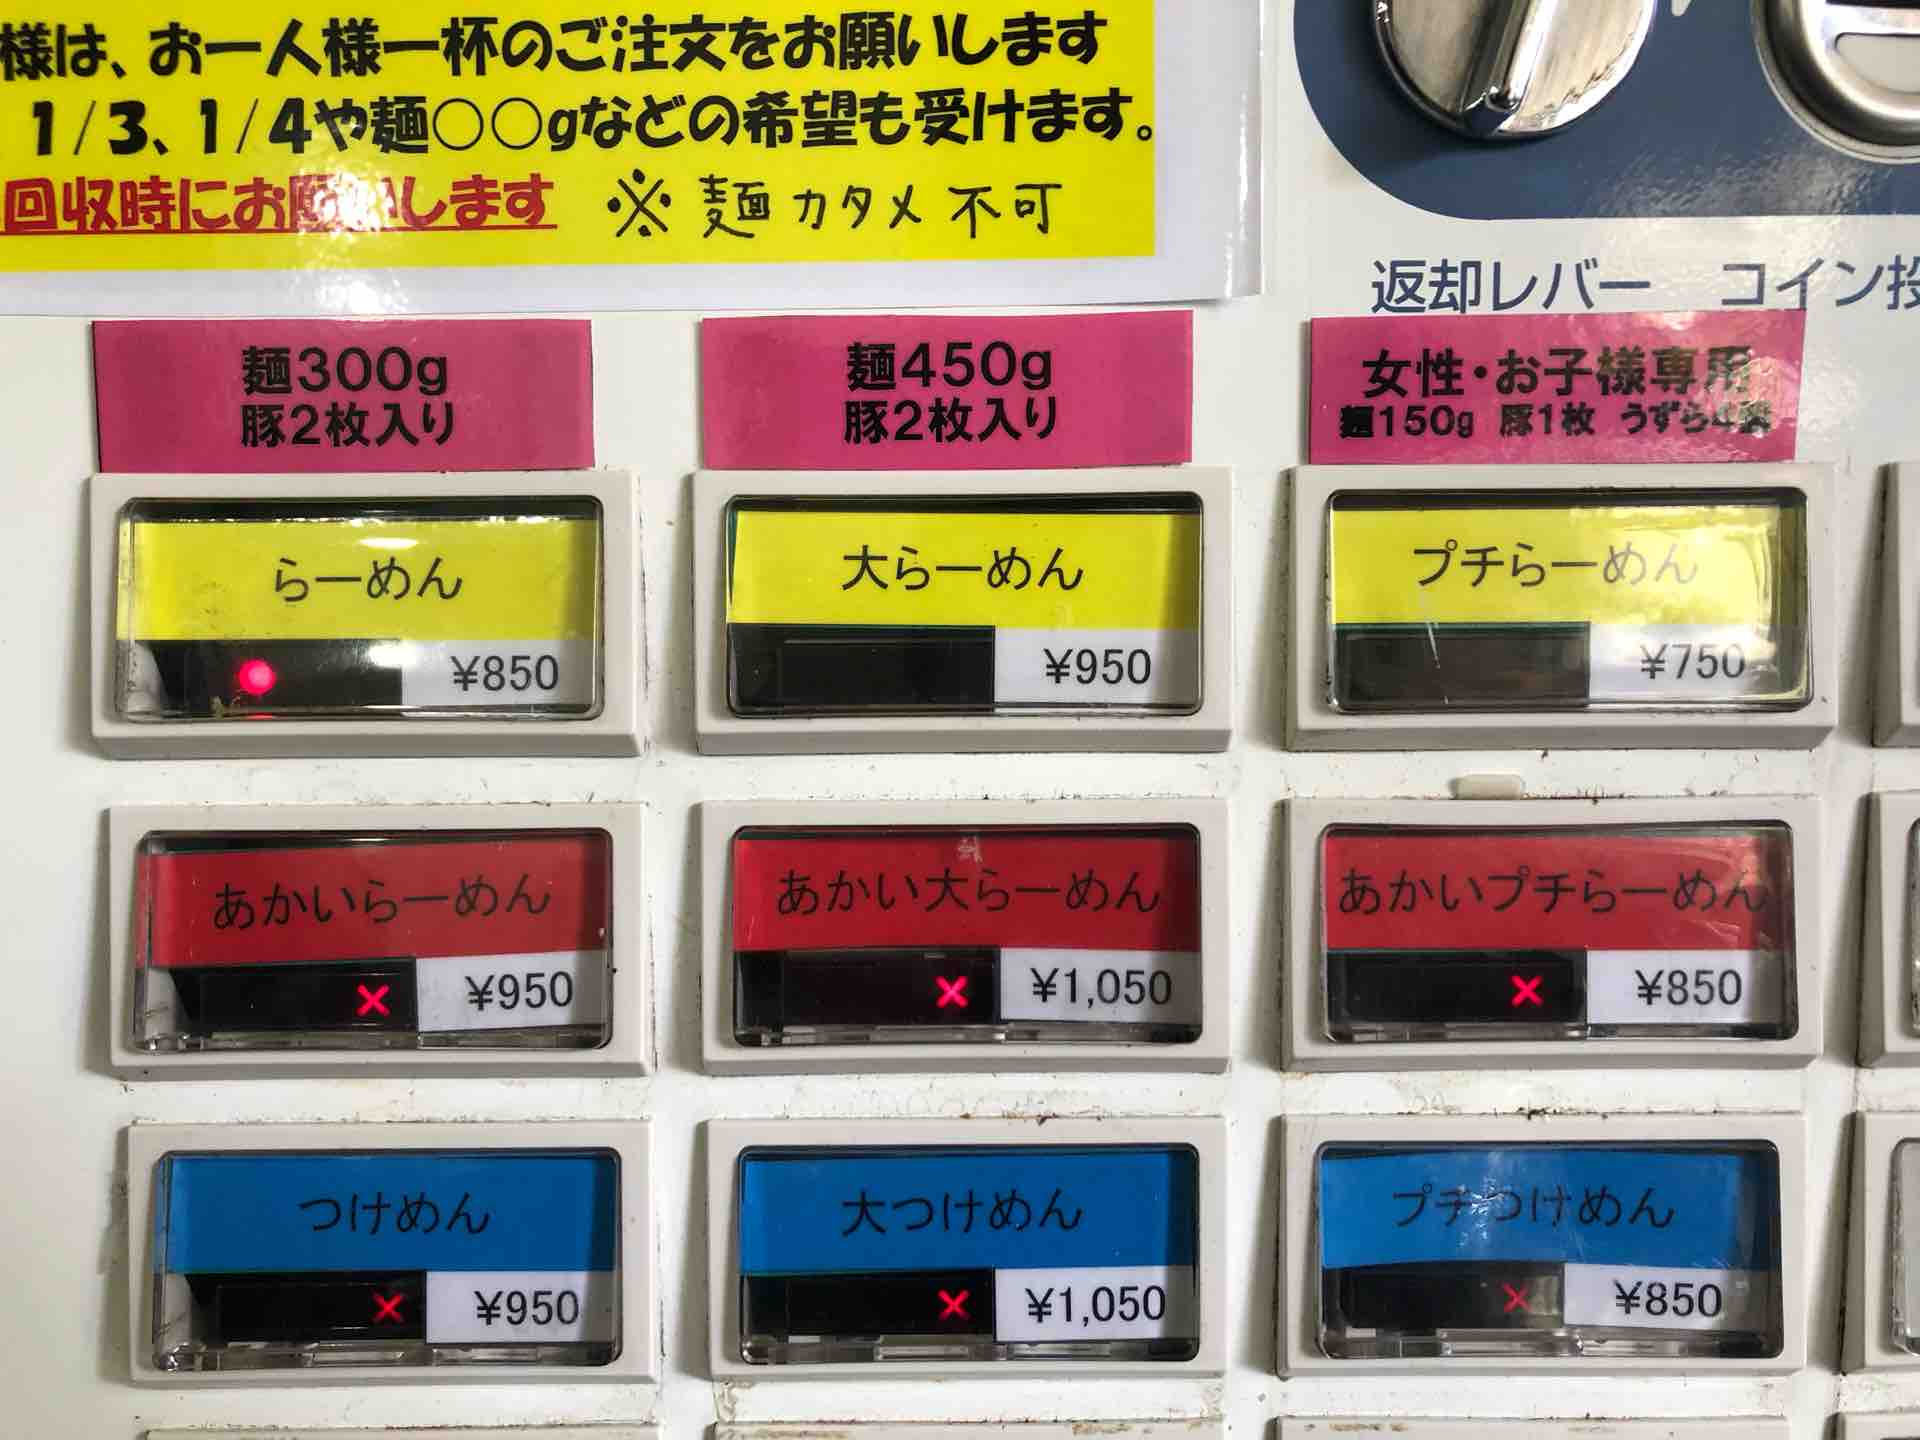 様は、お一人様一杯のご注文をお願いします
1/3、1/4や麺○○gなどの希望も受けます。
回収時にお願いします ※麺カタメ不可
返却レバー コイン投
麺300g
豚2枚入り
麺450g
豚2枚入り
女性・お子様専用
麺150g 豚1枚 うずら4個
らーめん
¥850
大らーめん
¥950
プチらーめん
¥750
あかいらーめん
× ¥950
あかい大らーめん
× ¥1,050
あかいプチらーめん
× ¥850
つけめん
× ¥950
大つけめん
× ¥1,050
プチつけめん
× ¥850